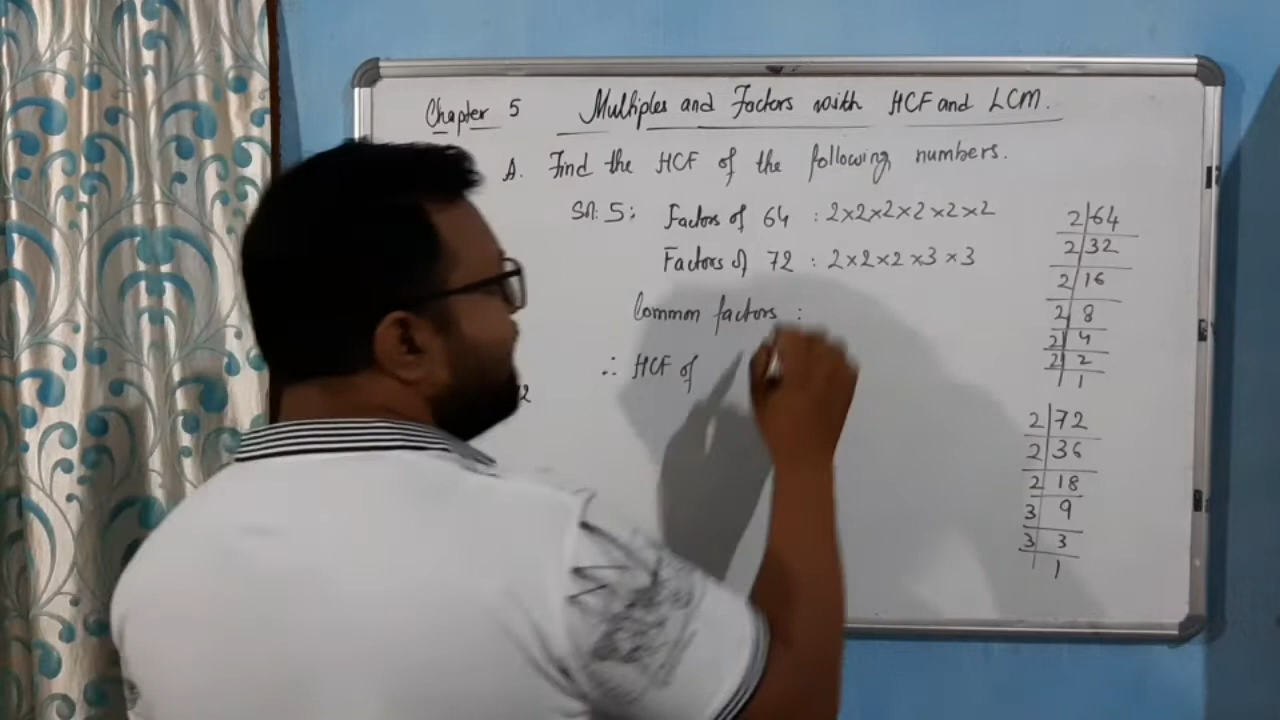 Chapter 5 Multiples and Factors with HCF and LCM.
A. Find the HCF of the following numbers.
Factors of 64 : 2×2×2×2×2×2
Factors of 72 : 2×2×2×3×3
Common factors :
∴ HCF of
2
2|64
2|32
2|16
2|8
2|4
2|2
1
2|72
2|36
2|18
3|9
3|3
1